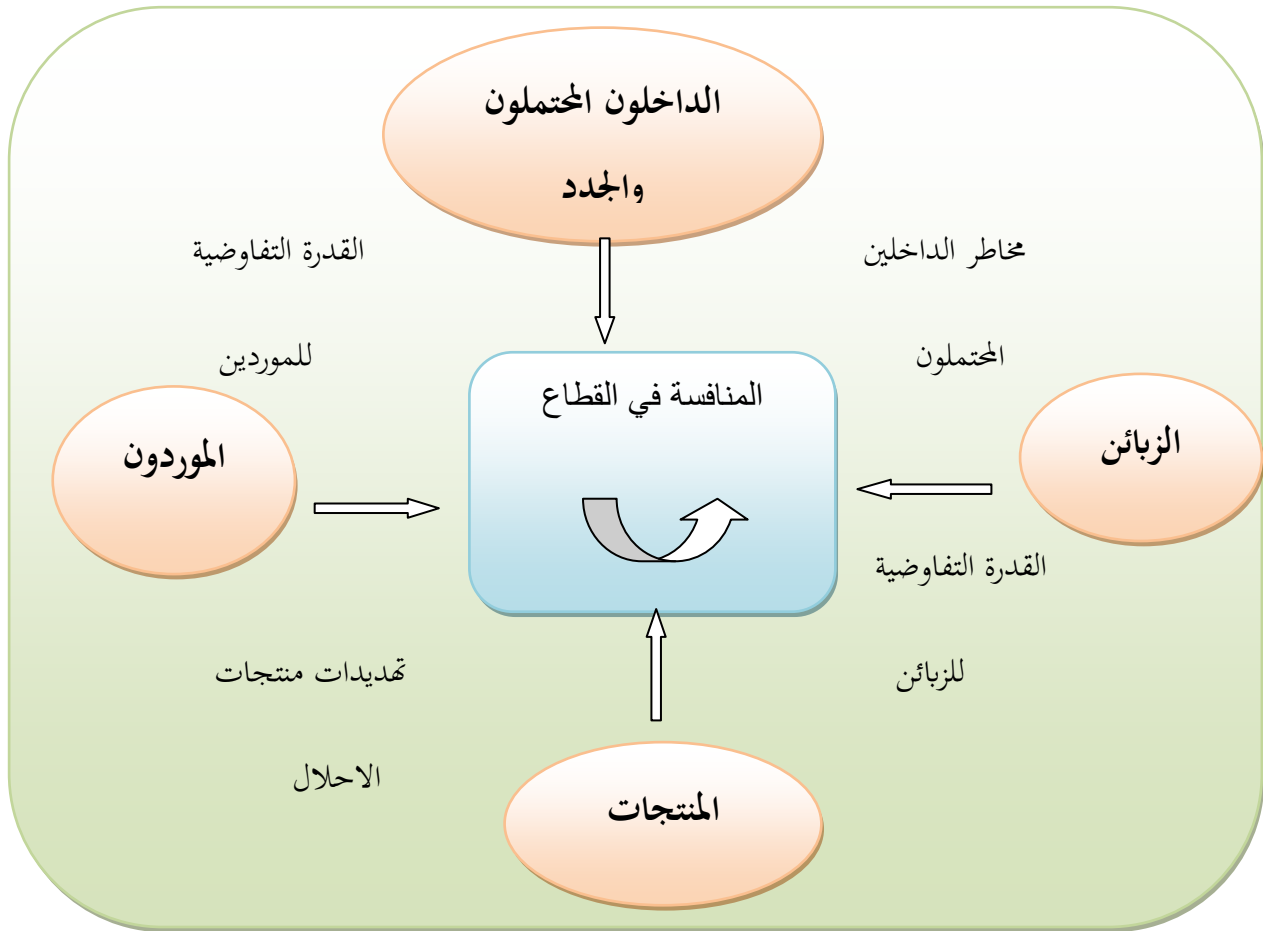 الداخلون المحتملون
والجدد
مخاطر الداخلين
المحتملون
القدرة التفاوضية
للموردين
المنافسة في القطاع
الزبائن
الموردون
القدرة التفاوضية
للزبائن
تهديدات منتجات
الاحلال
المنتجات